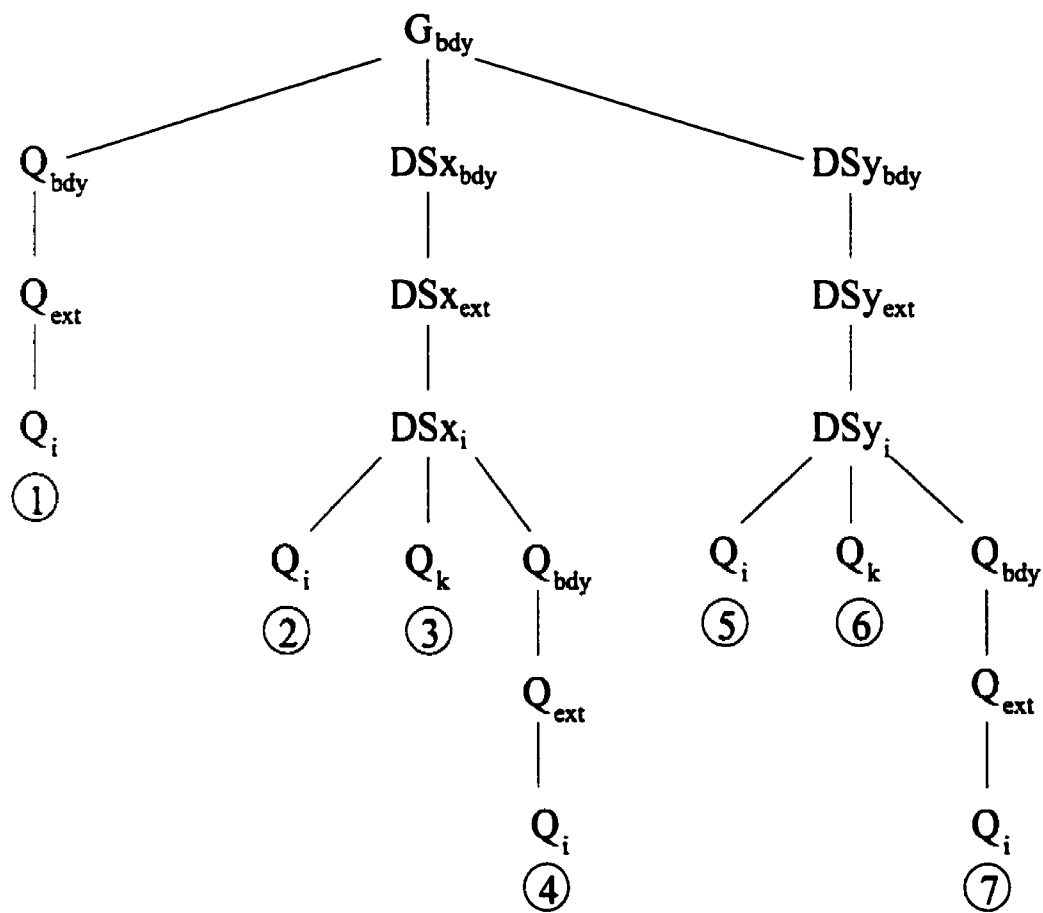 G_bdy
Q_bdy DSx_bdy DSy_bdy
Q_ext DSx_ext DSy_ext
Q_i DSx_i DSy_i
1
Q_i Q_k Q_bdy Q_i Q_k Q_bdy
2 3 5 6
Q_ext Q_ext
Q_i Q_i
4 7